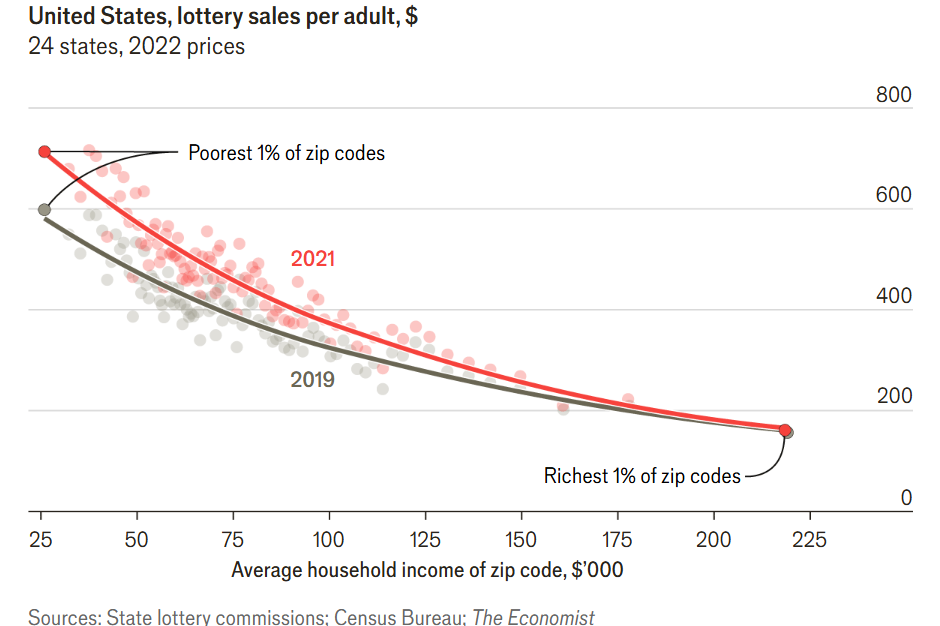 United States, lottery sales per adult, $
24 states, 2022 prices
800
Poorest 1% of zip codes
600
2021
400
2019
200
Richest 1% of zip codes
0
25 50 75 100 125 150 175 200 225
Average household income of zip code, $’000
Sources: State lottery commissions; Census Bureau; The Economist